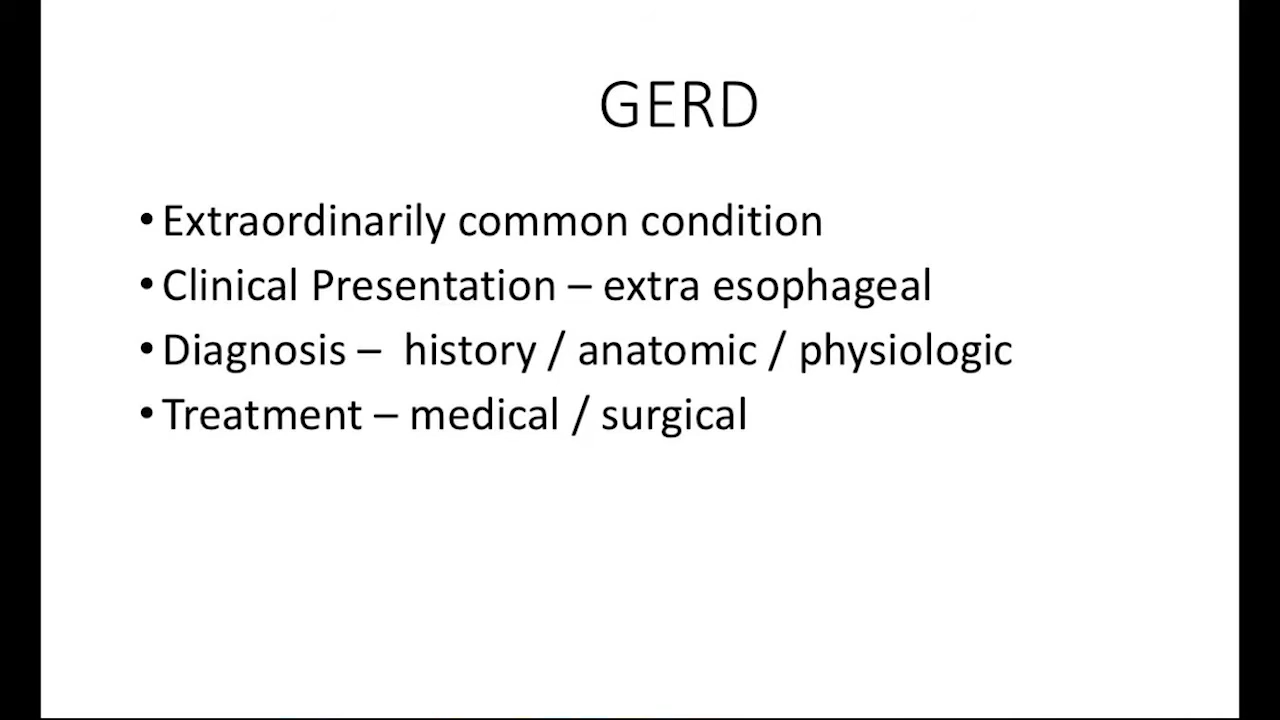 GERD
• Extraordinarily common condition
• Clinical Presentation – extra esophageal
• Diagnosis –  history / anatomic / physiologic
• Treatment – medical / surgical